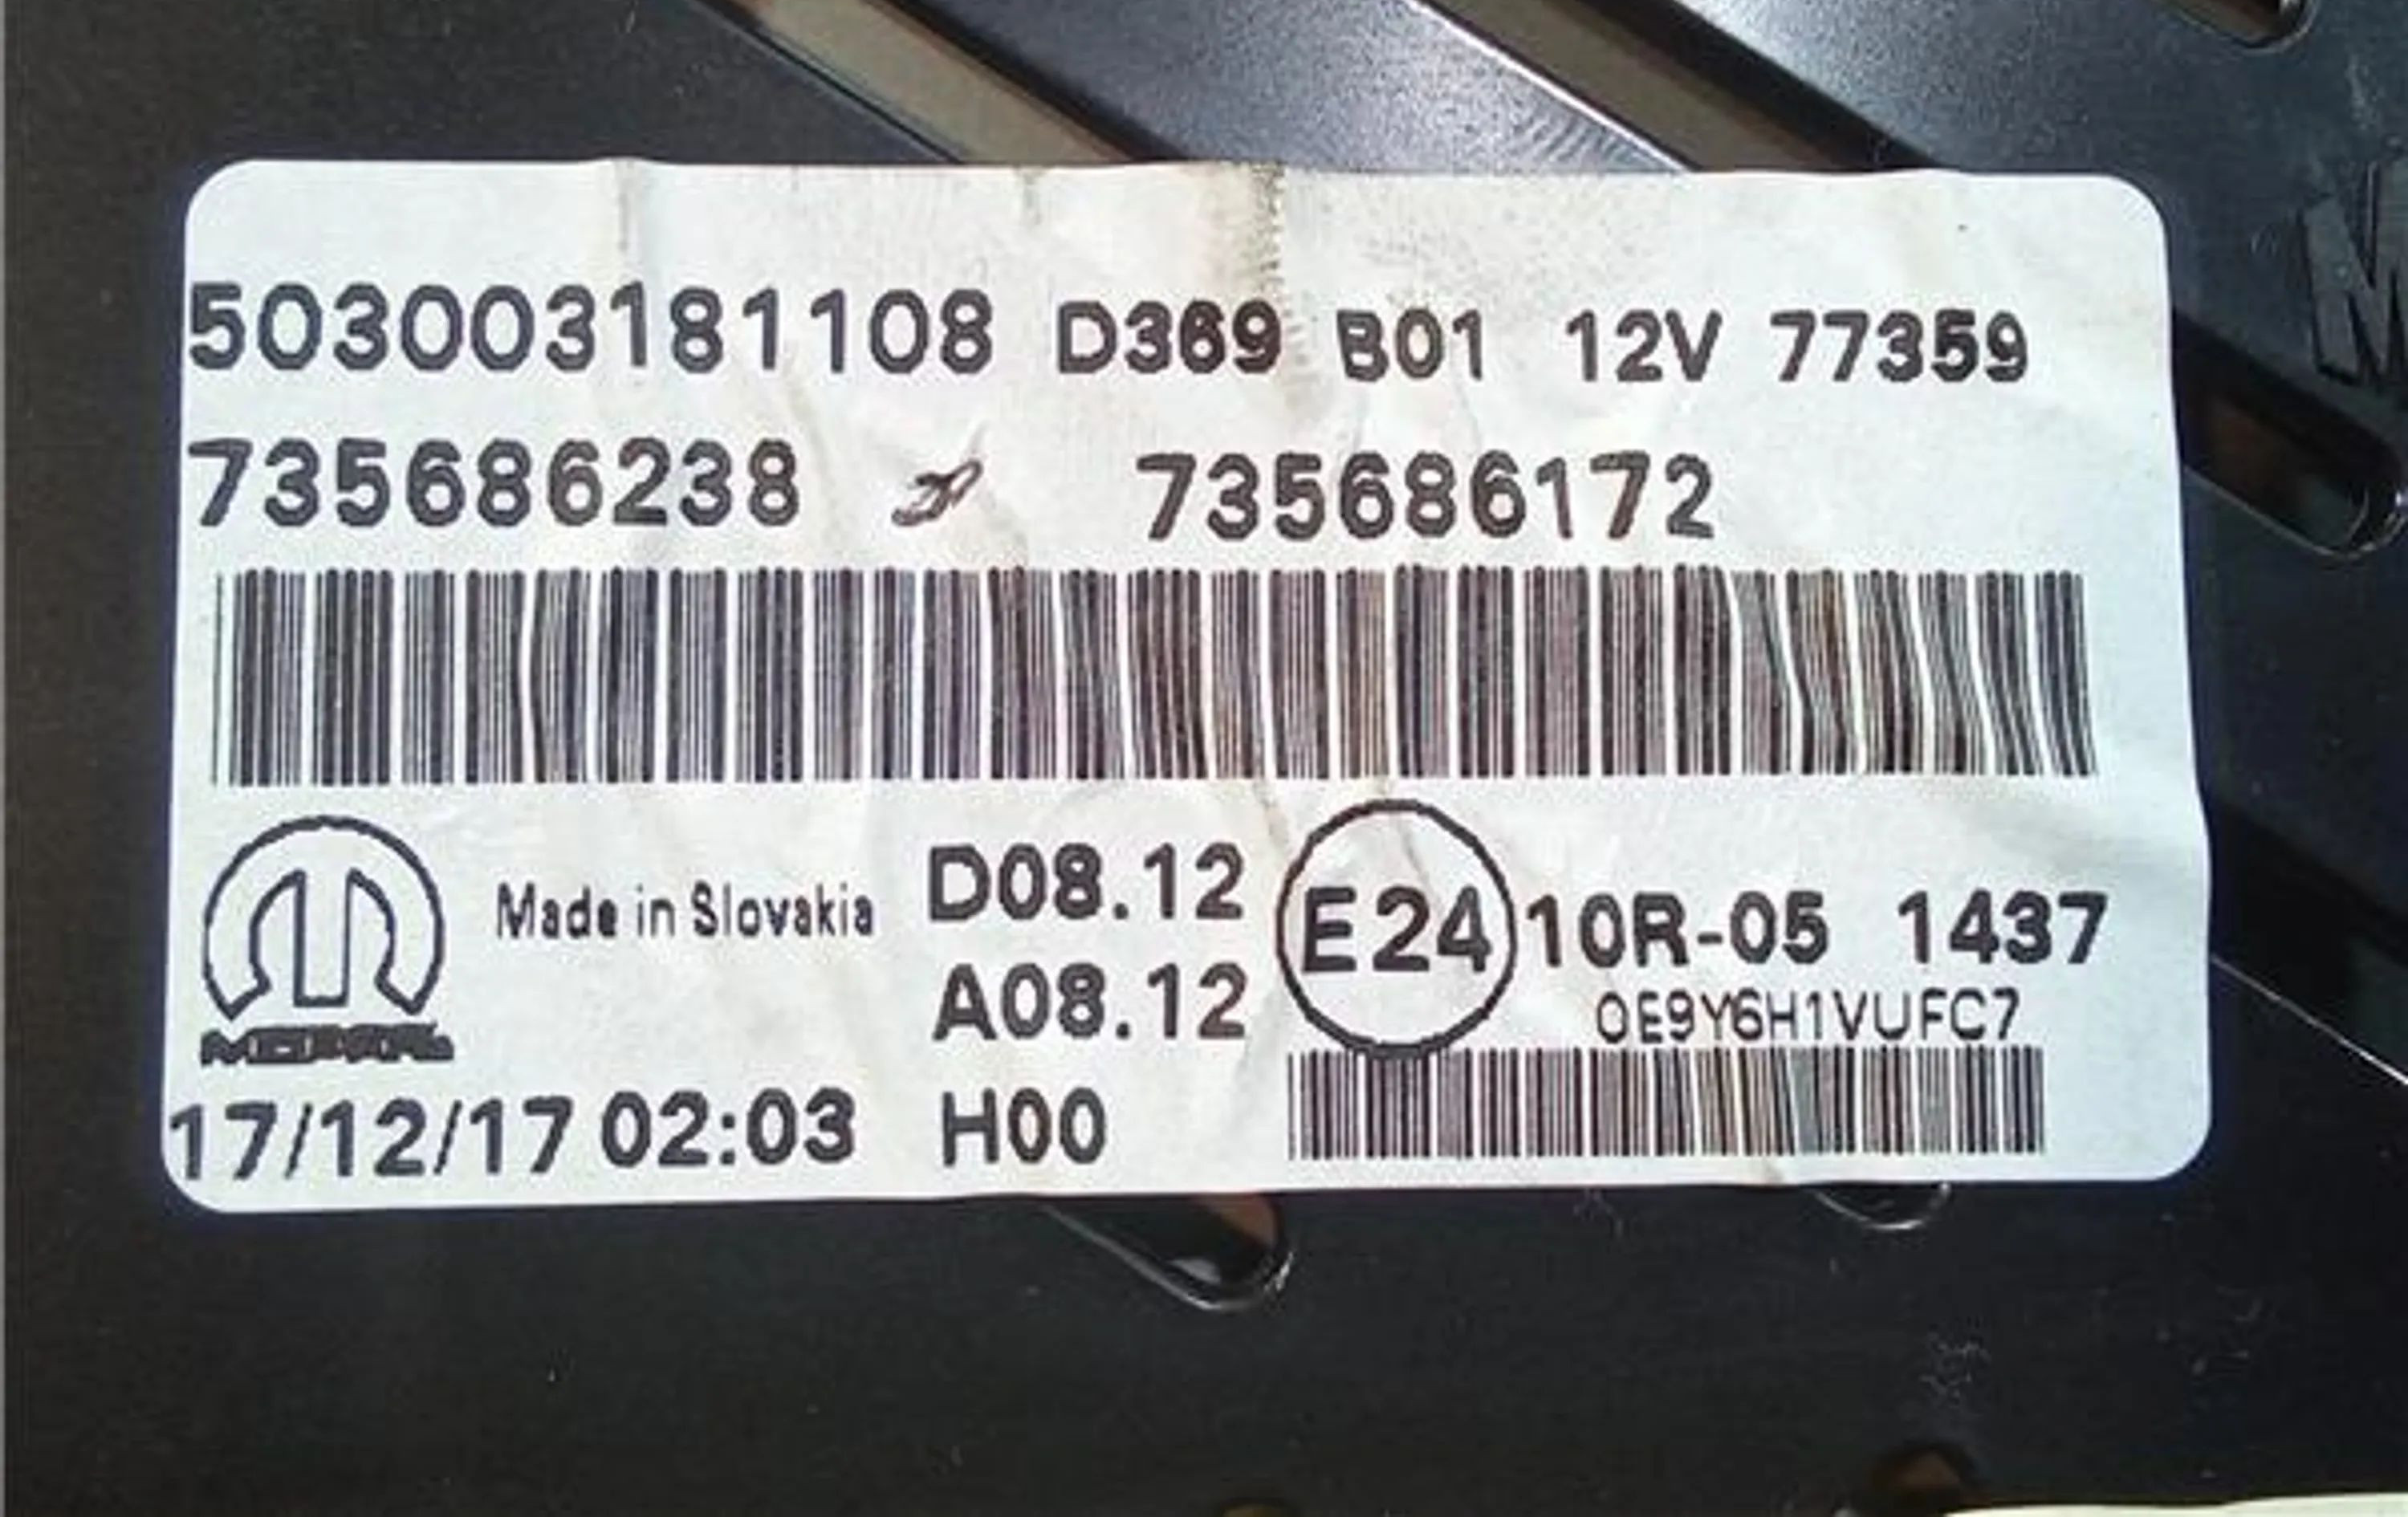 503003181108 D369 B01 12V 77359
735686238 735686172
Made in Slovakia D08.12 E24 10R-05 1437
A08.12 0E9Y6H1VUFC7
MOPAR
17/12/17 02:03 H00